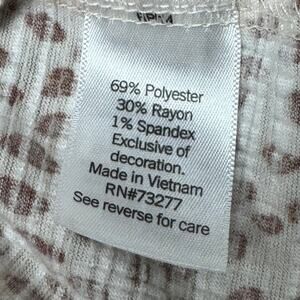 69% Polyester
30% Rayon
1% Spandex
Exclusive of
decoration.
Made in Vietnam
RN#73277
See reverse for care